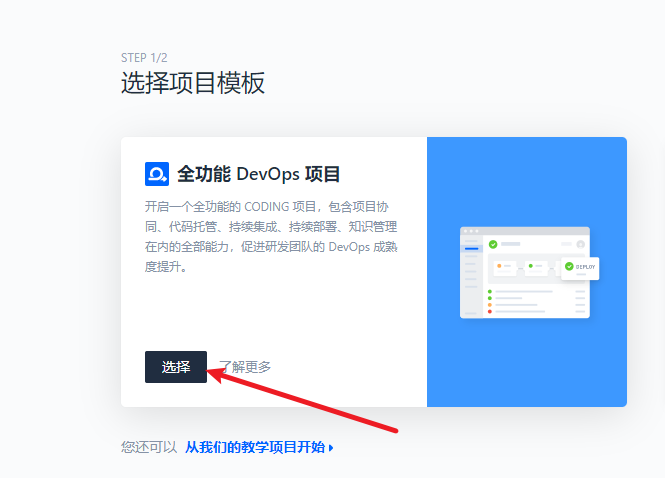 STEP 1/2
选择项目模板
全功能 DevOps 项目
开启一个全功能的 CODING 项目，包含项目协
同、代码托管、持续集成、持续部署、知识管理
在内的全部能力，促进研发团队的 DevOps 成熟
度提升。
DEPLOY
选择 了解更多
您还可以 从我们的教学项目开始